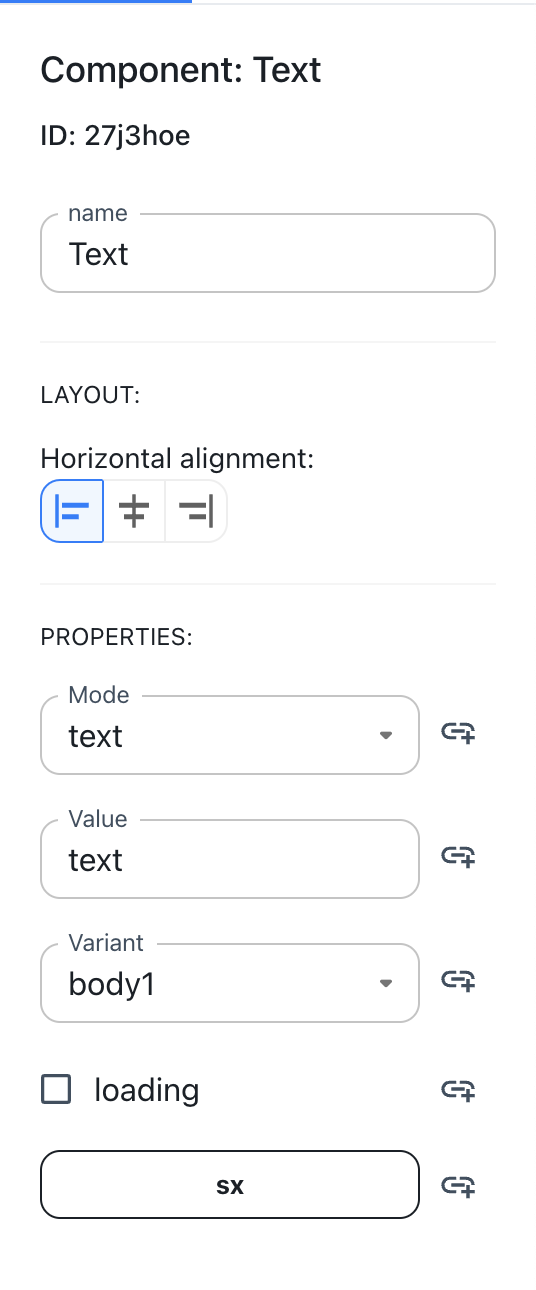 Component: Text
ID: 27j3hoe
name
Text
LAYOUT:
Horizontal alignment:
PROPERTIES:
Mode
text
Value
text
Variant
body1
loading
sx